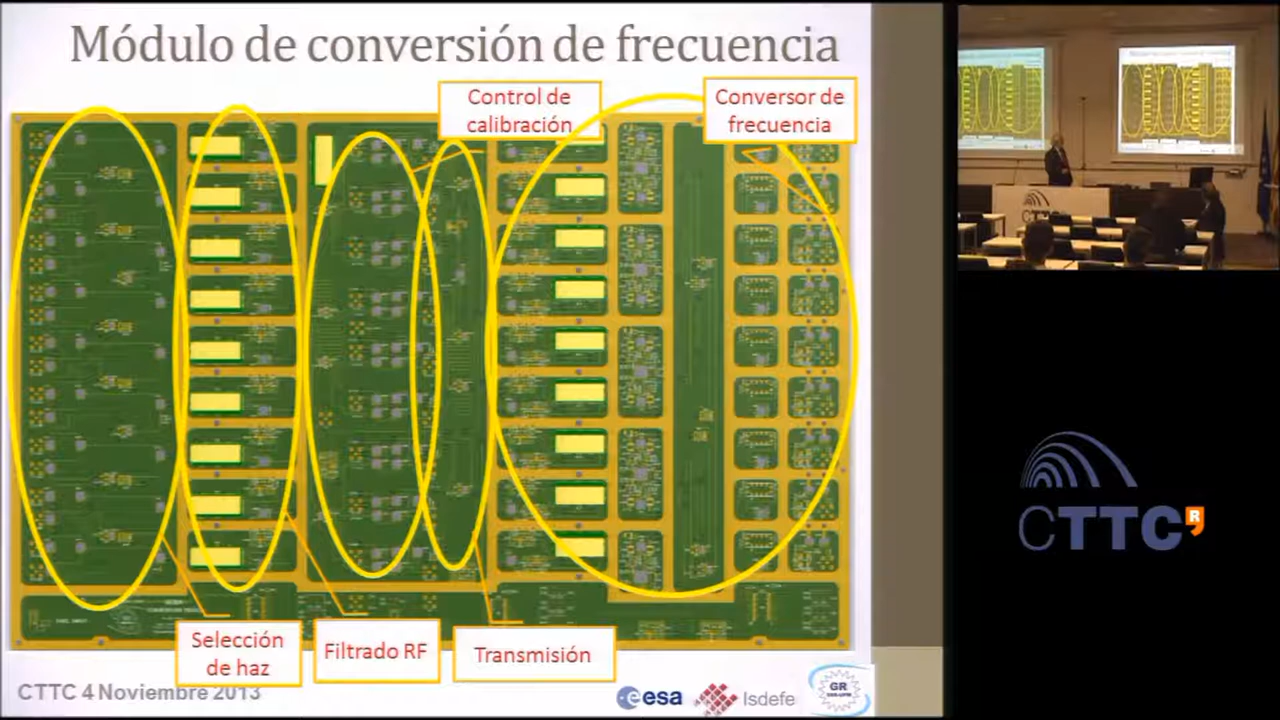 Módulo de conversión de frecuencia
Control de
calibración
Conversor de
frecuencia
Selección
de haz
Filtrado RF
Transmisión
CTTC 4 Noviembre 2013
esa
Isdefe
GR
CTTC R